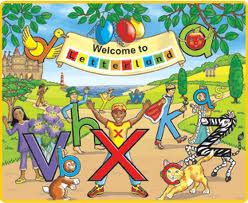 Welcome to
Letterland
h k a
v b x z